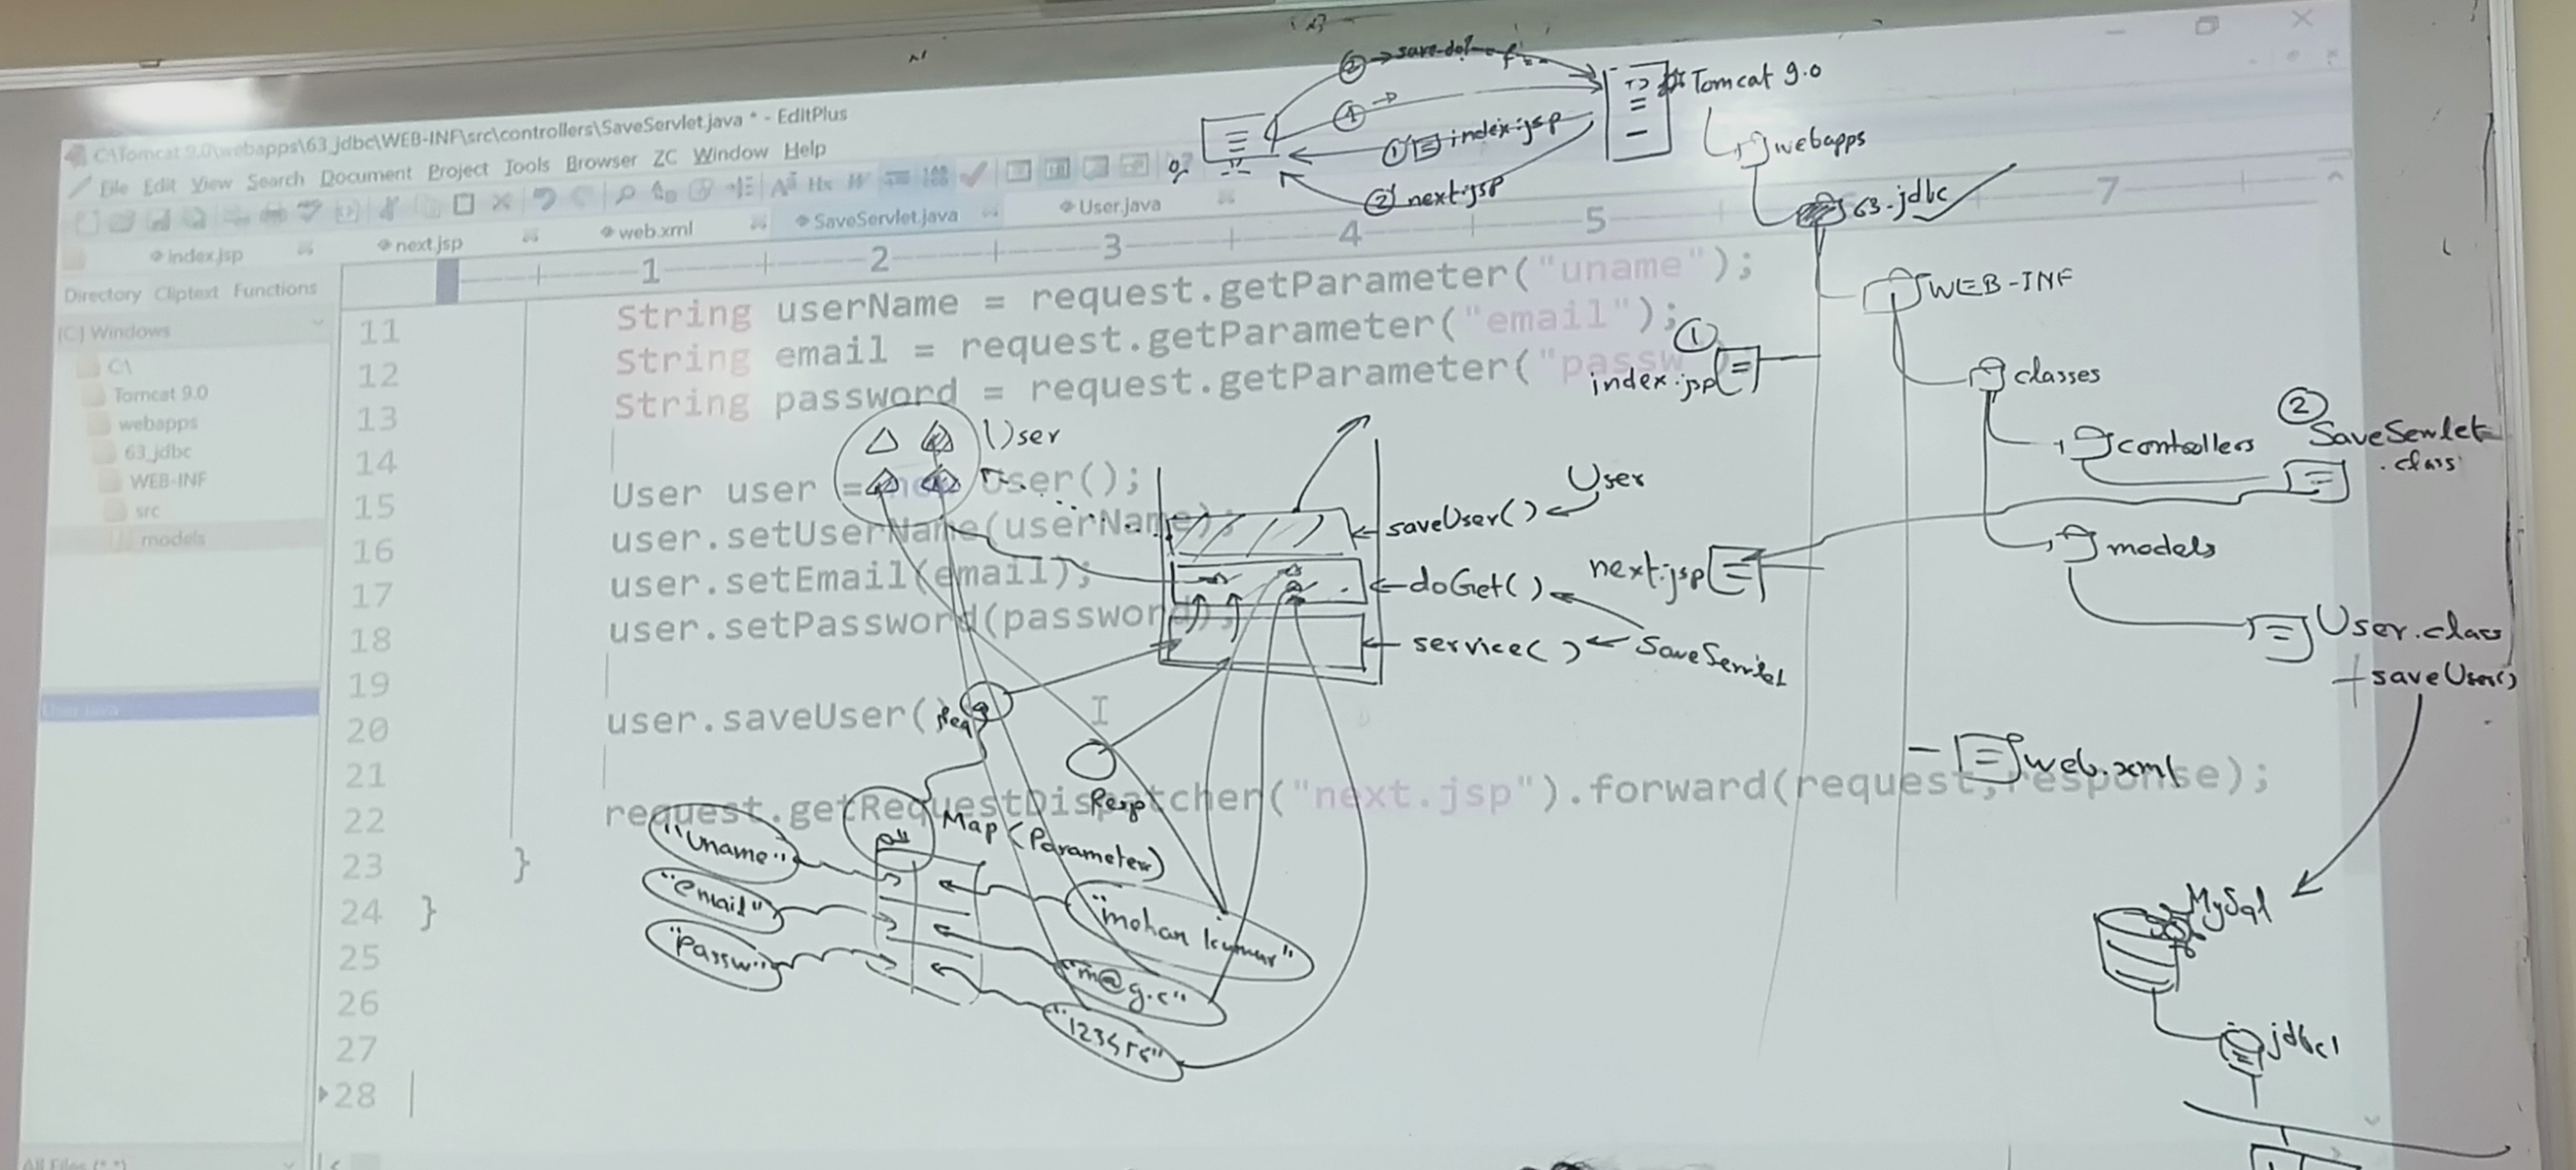 C:\Tomcat 9.0\webapps\63_jdbc\WEB-INF\src\controllers\SaveServlet.java * - EditPlus
File Edit View Search Document Project Tools Browser ZC Window Help
index.jsp
next.jsp
web.xml
SaveServlet.java
User.java
Directory Cliptext Functions
1 2 3 4 5 7
[C:] Windows
C:\
Tomcat 9.0
webapps
63_jdbc
WEB-INF
src
models
User.java
All Files (*.*)
11 String userName = request.getParameter("uname");
12 String email = request.getParameter("email");
13 String password = request.getParameter("passw
14
15 User user = new User();
16 user.setUserName(userName);
17 user.setEmail(email);
18 user.setPassword(password);
19
20 user.saveUser(
21
22 request.getRequestDispatcher("next.jsp").forward(request,response);
23 }
24 }
25
26
27
28
② → save.do
① →
① index.jsp
② next.jsp
Tomcat 9.0
webapps
63-jdbc
WEB-INF
classes
controllers
②
SaveServlet
.class
models
User.class
saveUser()
web.xml
①
index.jsp
next.jsp
User
User
saveUser()
doGet()
service()
SaveServlet
Req
Resp
Map (Parameter)
"uname"
"email"
"passw"
"mohan kumar"
"m@g.c"
"123456"
MySql
jdbc1